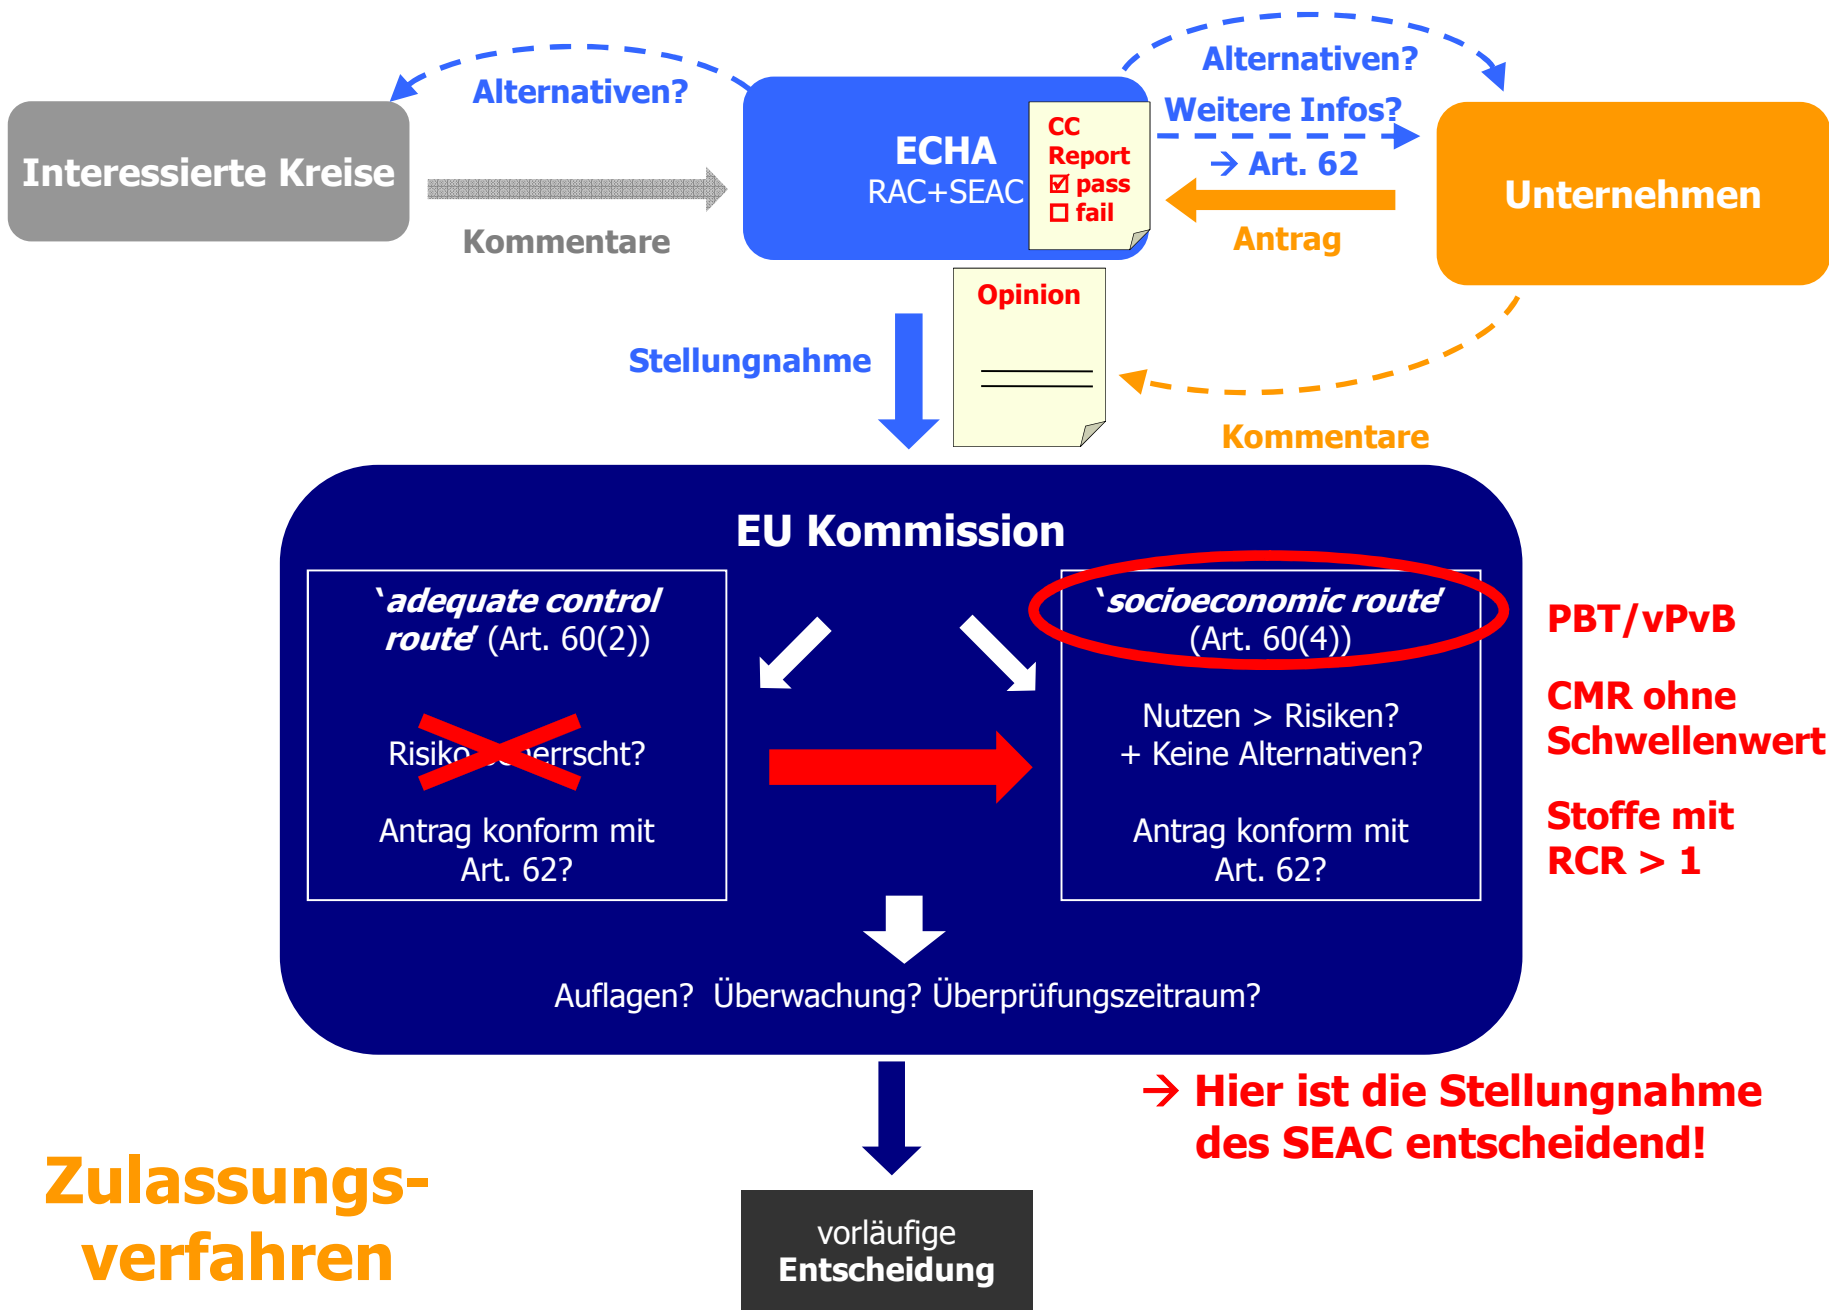 Alternativen?
Alternativen?
Weitere Infos?
→ Art. 62
Interessierte Kreise
ECHA
RAC+SEAC
CC
Report
☑ pass
☐ fail
Unternehmen
Kommentare
Antrag
Opinion
Stellungnahme
Kommentare
EU Kommission
‵adequate control
route′ (Art. 60(2))
Antrag konform mit
Art. 62?
‵socioeconomic route′
(Art. 60(4))
Nutzen > Risiken?
+ Keine Alternativen?
Antrag konform mit
Art. 62?
PBT/vPvB
CMR ohne
Schwellenwert
Stoffe mit
RCR > 1
Auflagen? Überwachung? Überprüfungszeitraum?
→ Hier ist die Stellungnahme
des SEAC entscheidend!
Zulassungs-
verfahren
vorläufige
Entscheidung